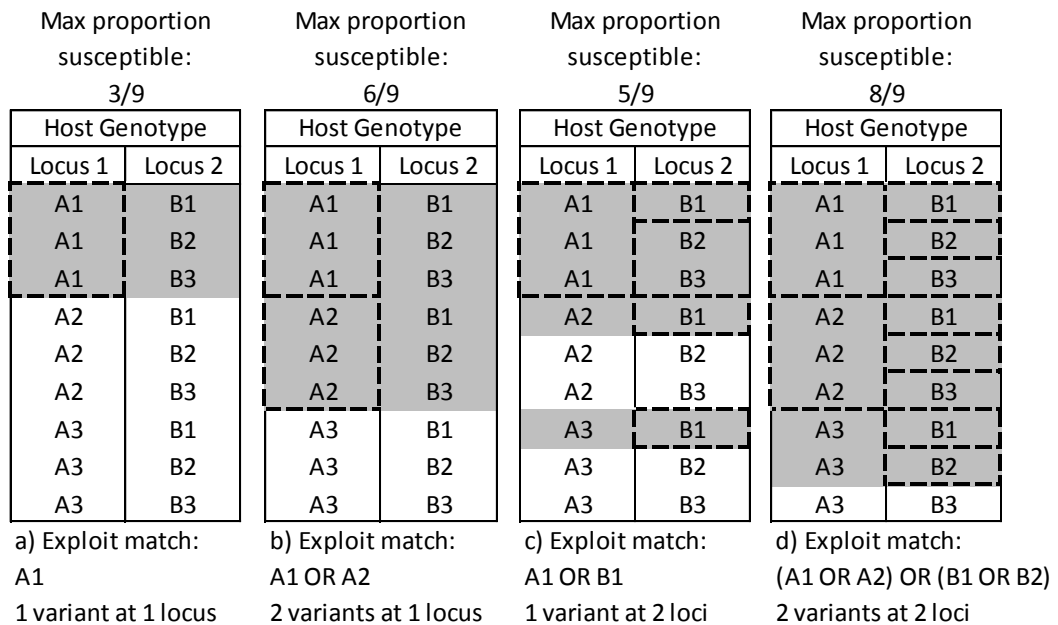 Max proportion susceptible: 3/9
Host Genotype
Locus 1 Locus 2
A1 B1
A1 B2
A1 B3
A2 B1
A2 B2
A2 B3
A3 B1
A3 B2
A3 B3
a) Exploit match:
A1
1 variant at 1 locus
Max proportion susceptible: 6/9
Host Genotype
Locus 1 Locus 2
A1 B1
A1 B2
A1 B3
A2 B1
A2 B2
A2 B3
A3 B1
A3 B2
A3 B3
b) Exploit match:
A1 OR A2
2 variants at 1 locus
Max proportion susceptible: 5/9
Host Genotype
Locus 1 Locus 2
A1 B1
A1 B2
A1 B3
A2 B1
A2 B2
A2 B3
A3 B1
A3 B2
A3 B3
c) Exploit match:
A1 OR B1
1 variant at 2 loci
Max proportion susceptible: 8/9
Host Genotype
Locus 1 Locus 2
A1 B1
A1 B2
A1 B3
A2 B1
A2 B2
A2 B3
A3 B1
A3 B2
A3 B3
d) Exploit match:
(A1 OR A2) OR (B1 OR B2)
2 variants at 2 loci